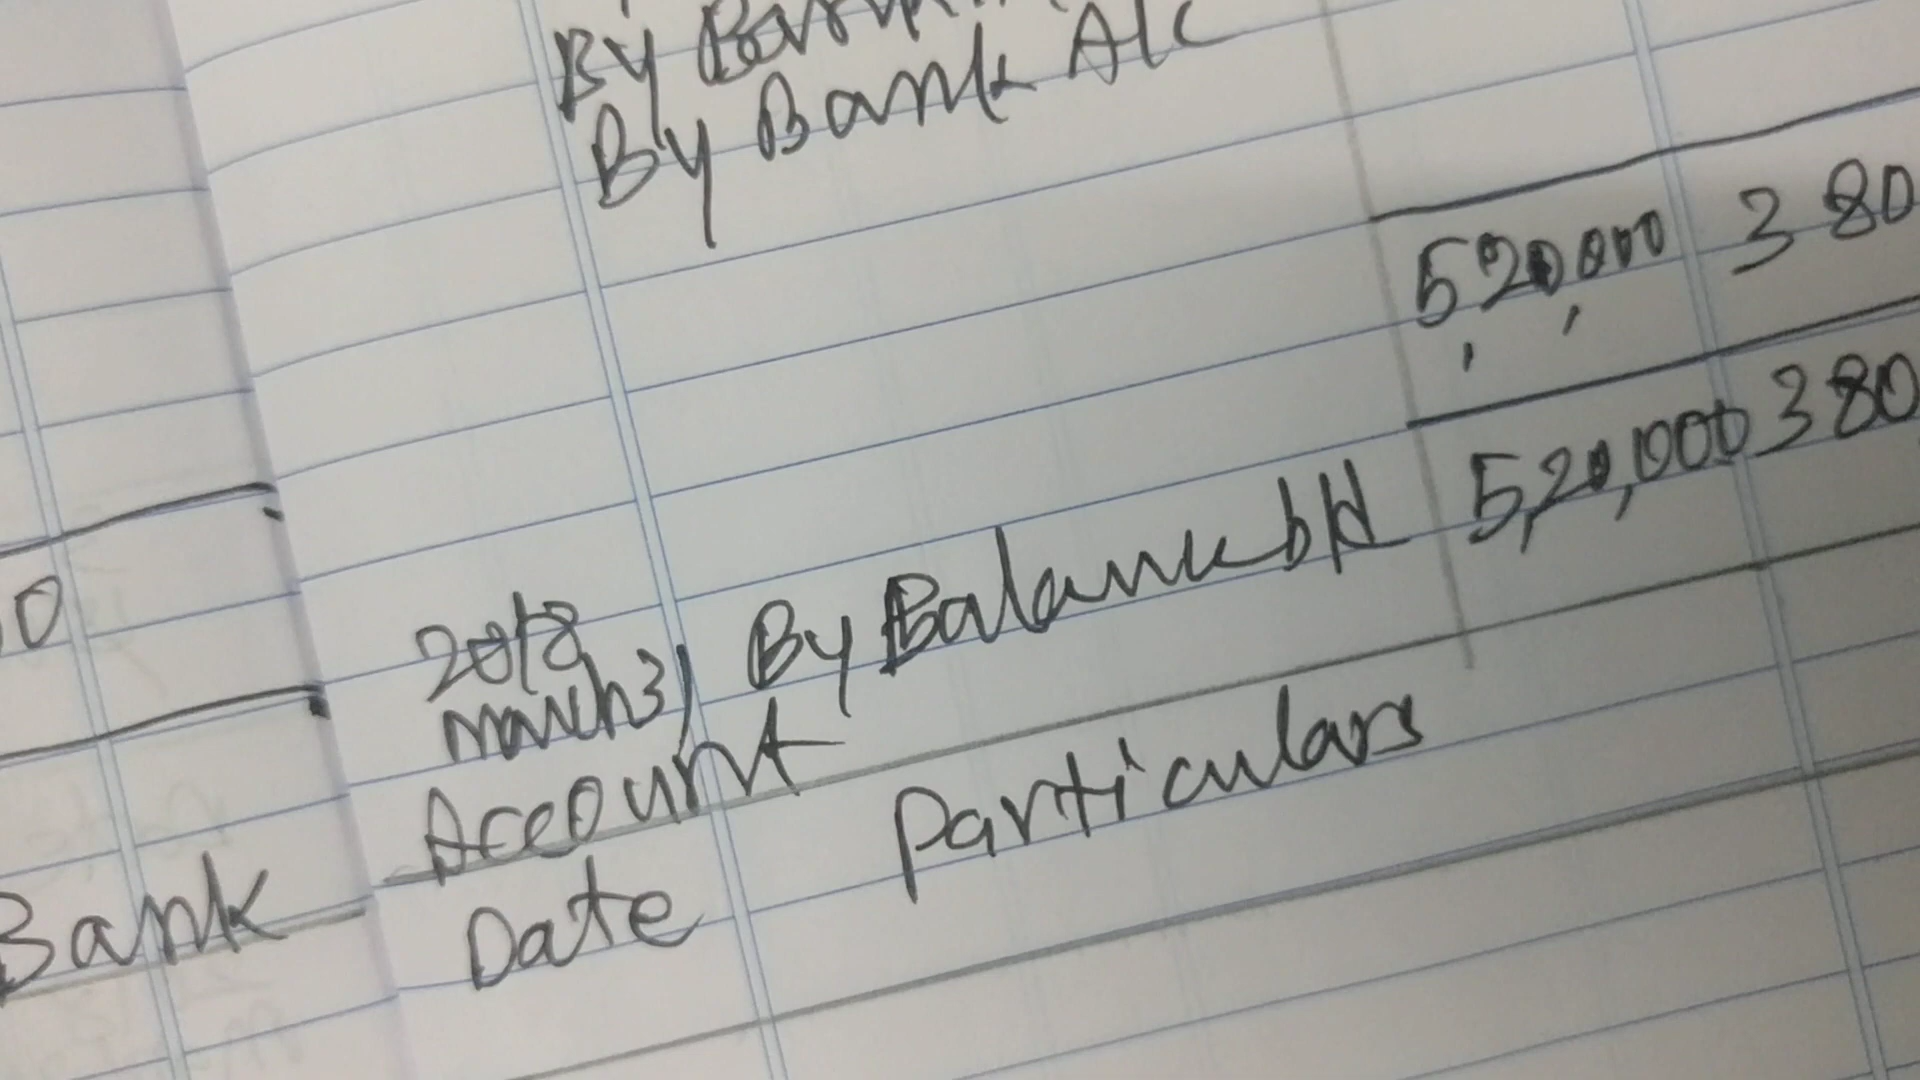 By
By Bank A/c
5,20,000 380
5,20,000 380
2018
March 31 By Balance b/d
Bank Account
Date Particulars